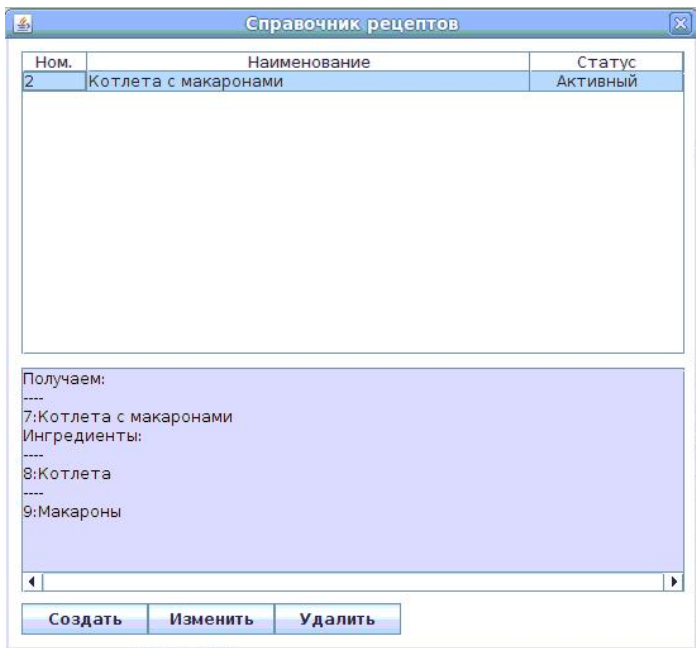 Справочник рецептов
Ном. Наименование Статус
2 Котлета с макаронами Активный
Получаем:
----
7:Котлета с макаронами
Ингредиенты:
----
8:Котлета
----
9:Макароны
Создать Изменить Удалить